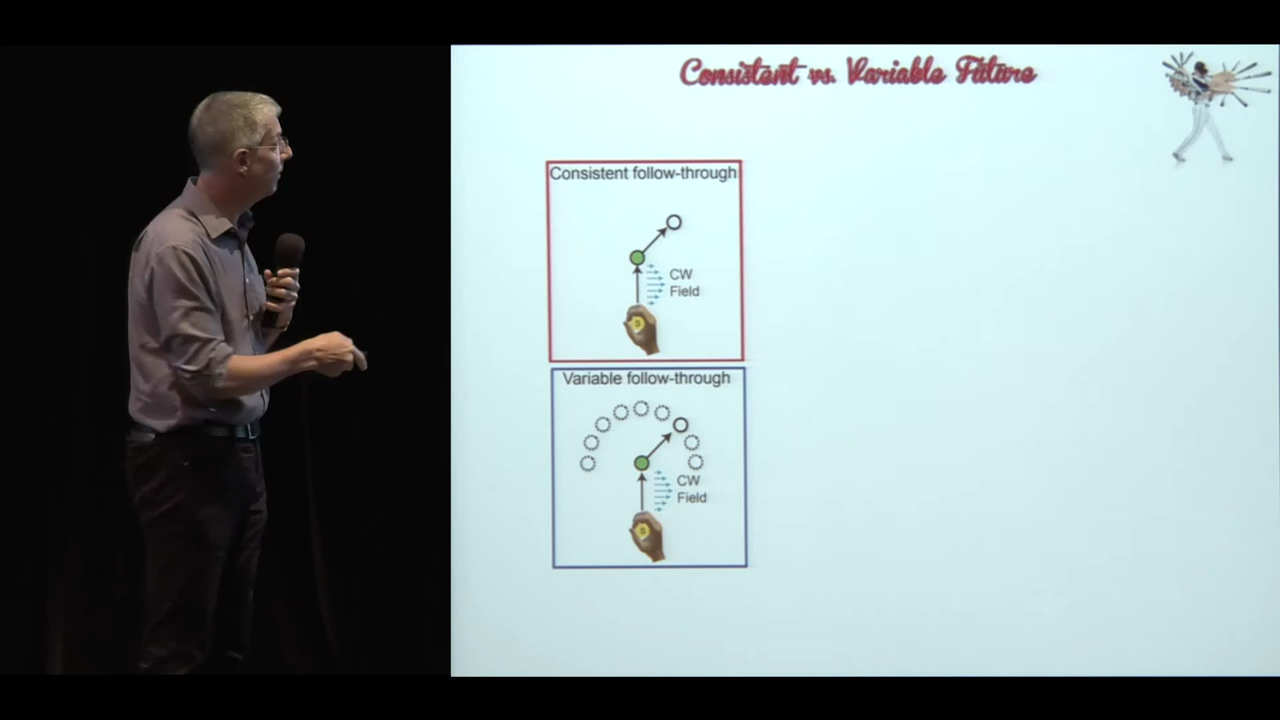 Consistent vs. Variable Future
Consistent follow-through
CW
Field
Variable follow-through
CW
Field